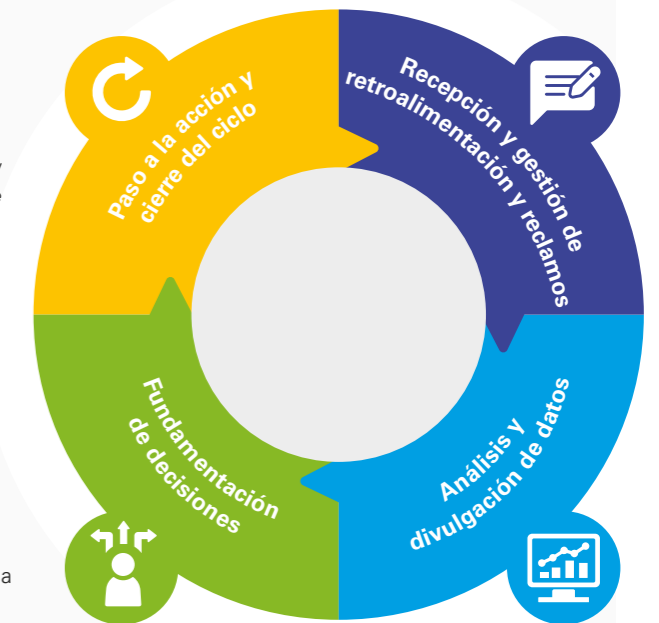 Paso a la acción y
cierre del ciclo
Recepción y gestión de
retroalimentación y reclamos
Análisis y
divulgación de datos
Fundamentación
de decisiones
a